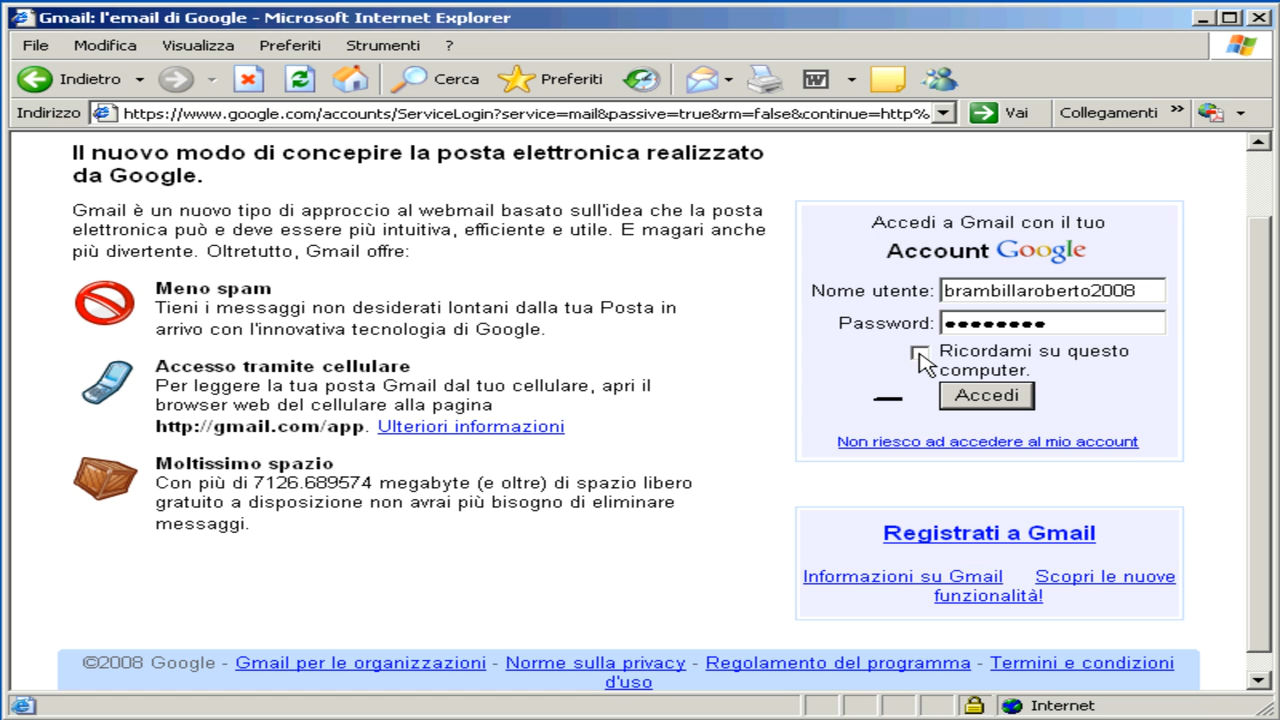 Gmail: l'email di Google - Microsoft Internet Explorer
File Modifica Visualizza Preferiti Strumenti ?
Indietro Cerca Preferiti
Indirizzo https://www.google.com/accounts/ServiceLogin?service=mail&passive=true&rm=false&continue=http% Vai Collegamenti »
Il nuovo modo di concepire la posta elettronica realizzato
da Google.
Gmail è un nuovo tipo di approccio al webmail basato sull'idea che la posta
elettronica può e deve essere più intuitiva, efficiente e utile. E magari anche
più divertente. Oltretutto, Gmail offre:
Meno spam
Tieni i messaggi non desiderati lontani dalla tua Posta in
arrivo con l'innovativa tecnologia di Google.
Accesso tramite cellulare
Per leggere la tua posta Gmail dal tuo cellulare, apri il
browser web del cellulare alla pagina
http://gmail.com/app. Ulteriori informazioni
Moltissimo spazio
Con più di 7126.689574 megabyte (e oltre) di spazio libero
gratuito a disposizione non avrai più bisogno di eliminare
messaggi.
Accedi a Gmail con il tuo
Account Google
Nome utente: brambillaroberto2008
Password: ●●●●●●●●
Ricordami su questo
computer.
Accedi
Non riesco ad accedere al mio account
Registrati a Gmail
Informazioni su Gmail Scopri le nuove
funzionalità!
©2008 Google - Gmail per le organizzazioni - Norme sulla privacy - Regolamento del programma - Termini e condizioni
d'uso
Internet